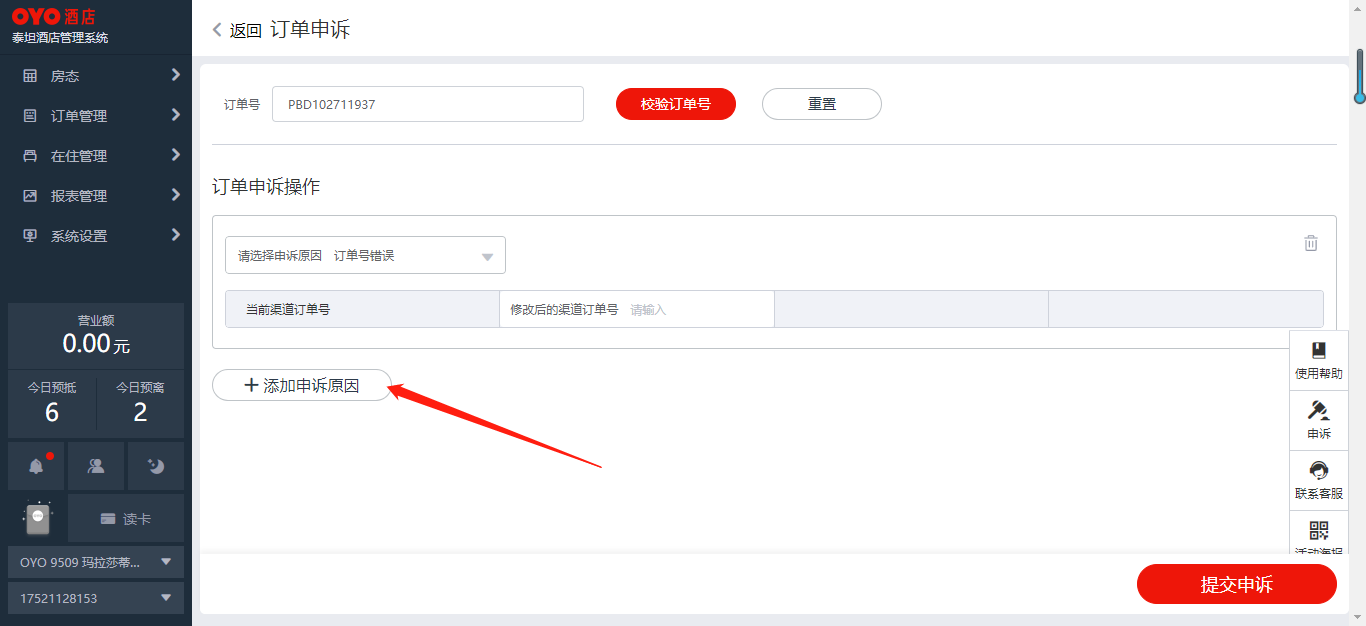 OYO 酒店
泰坦酒店管理系统
房态
订单管理
在住管理
报表管理
系统设置
营业额
0.00元
今日预抵 今日预离
6 2
读卡
OYO 9509 玛拉莎蒂...
17521128153
返回 订单申诉
订单号 PBD102711937 校验订单号 重置
订单申诉操作
请选择申诉原因 订单号错误
当前渠道订单号 修改后的渠道订单号 请输入
添加申诉原因
使用帮助
申诉
联系客服
活动海报
提交申诉